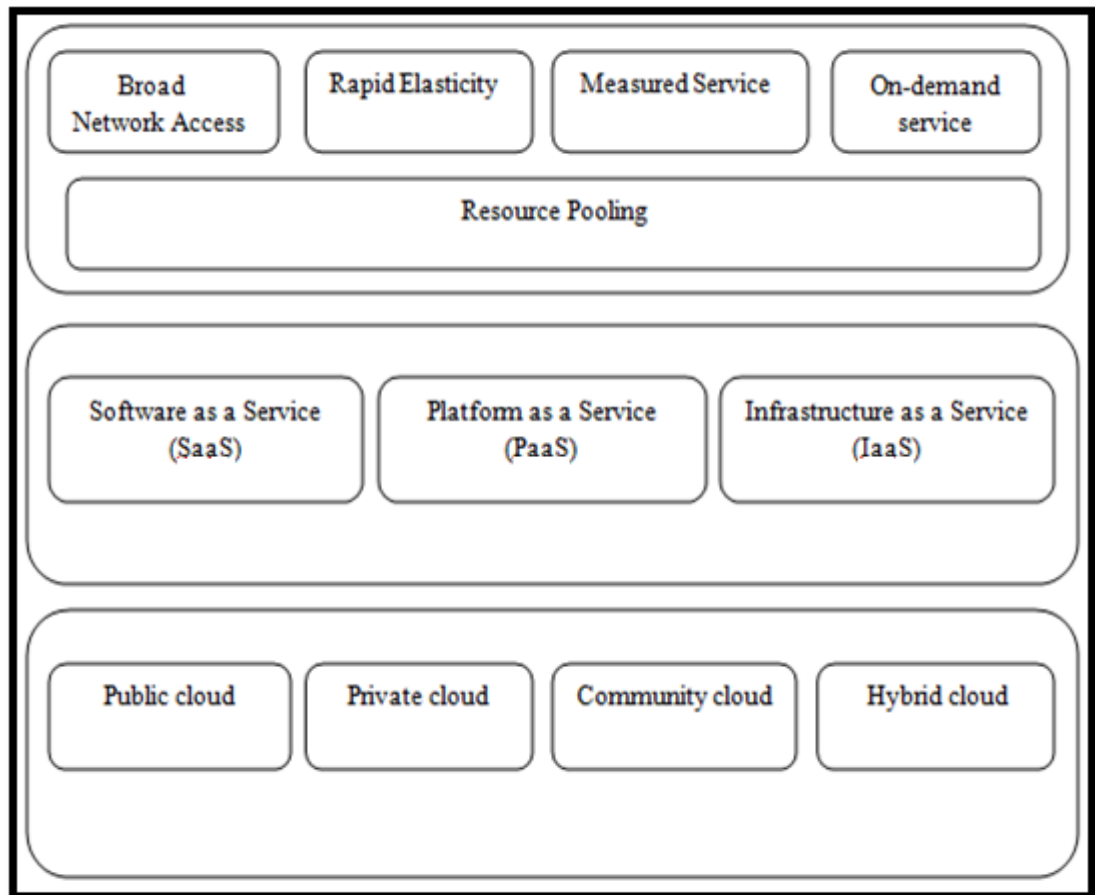 Broad
Network Access
Rapid Elasticity
Measured Service
On-demand
service
Resource Pooling
Software as a Service
(SaaS)
Platform as a Service
(PaaS)
Infrastructure as a Service
(IaaS)
Public cloud
Private cloud
Community cloud
Hybrid cloud